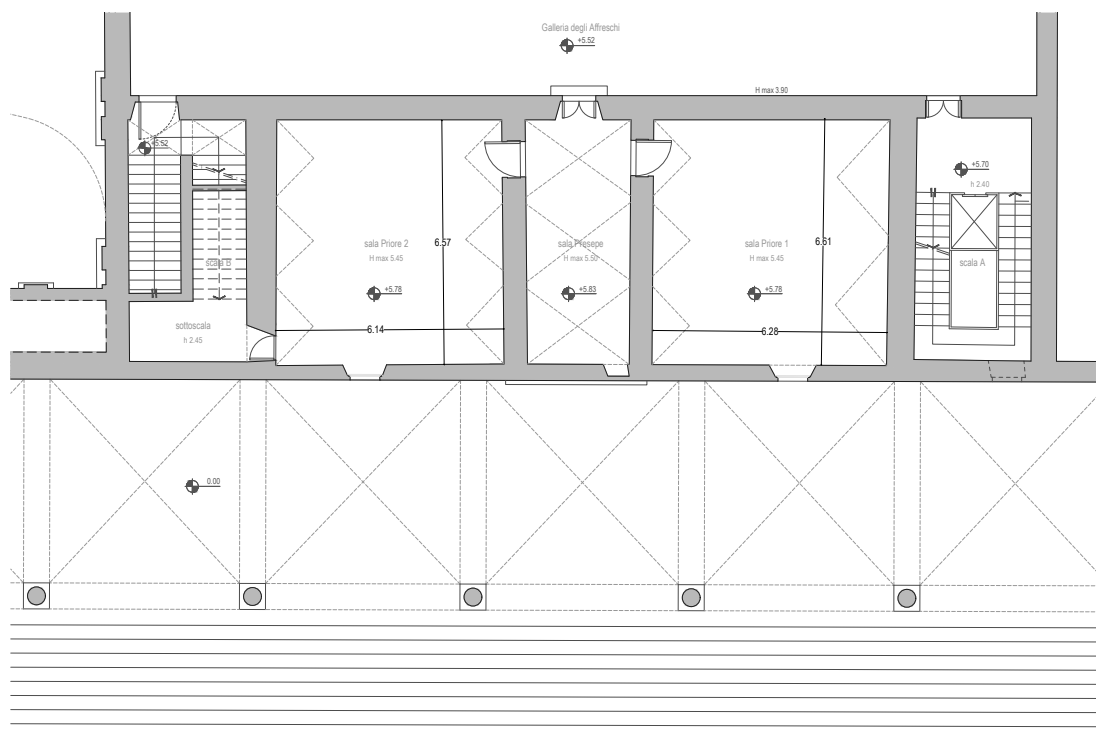 Galleria degli Affreschi
+5.52
H max 3.90
+5.52
+5.70
h 2.40
sala Priore 2
6.57
H max 5.45
sala Presepe
H max 5.50
sala Priore 1
6.61
H max 5.45
scala B
scala A
+5.78
+5.83
+5.78
sottoscala
h 2.45
6.14
6.28
0.00